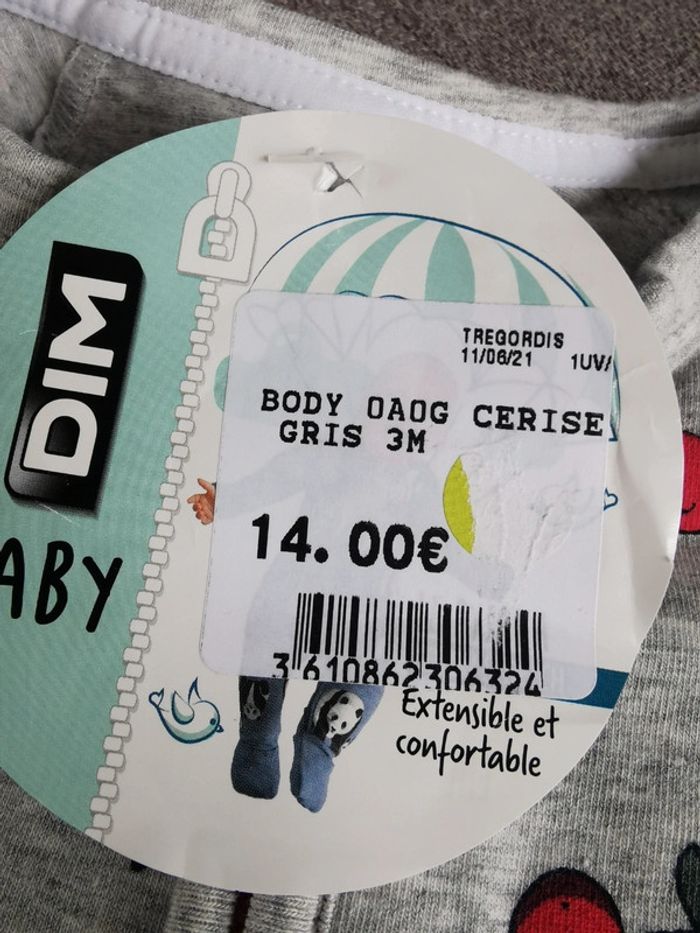 DIM
ABY
TREGORDIS
11/06/21 1UV/
BODY 0A0G CERISE
GRIS 3M
14.00€
3 610862 306324
Extensible et
confortable